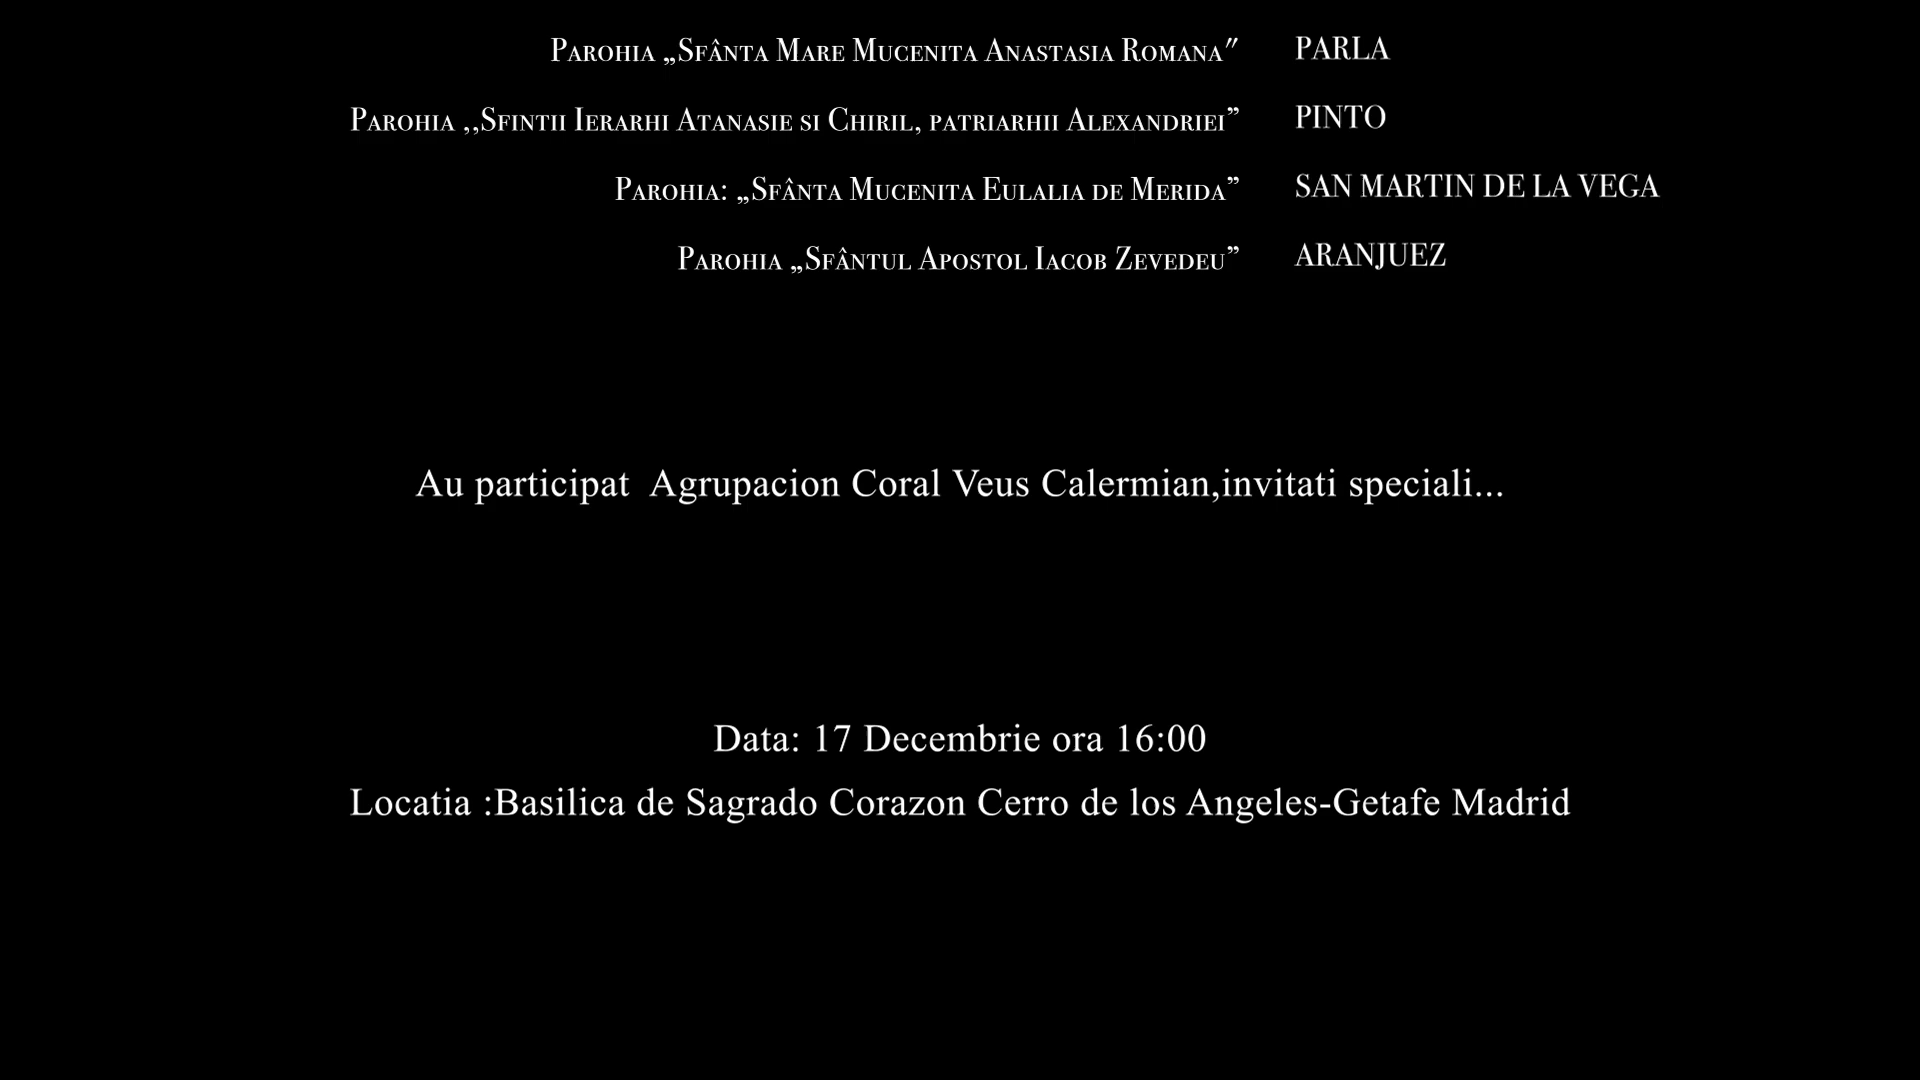 Parohia „Sfânta Mare Mucenita Anastasia Romana" PARLA
Parohia ,,Sfintii Ierarhi Atanasie si Chiril, patriarhii Alexandriei” PINTO
Parohia: „Sfânta Mucenita Eulalia de Merida” SAN MARTIN DE LA VEGA
Parohia „Sfântul Apostol Iacob Zevedeu” ARANJUEZ
Au participat  Agrupacion Coral Veus Calermian,invitati speciali...
Data: 17 Decembrie ora 16:00
Locatia :Basilica de Sagrado Corazon Cerro de los Angeles-Getafe Madrid